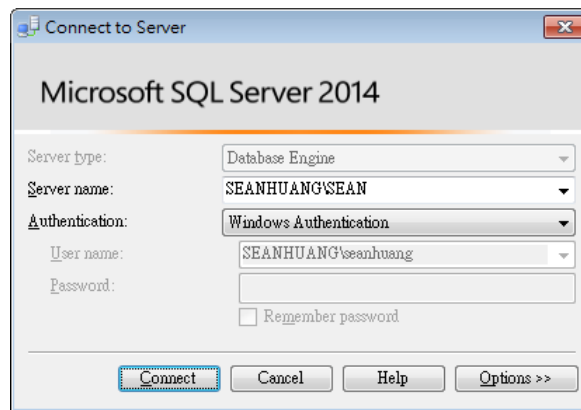 Connect to Server
Microsoft SQL Server 2014
Server type: Database Engine
Server name: SEANHUANG\SEAN
Authentication: Windows Authentication
User name: SEANHUANG\seanhuang
Password:
Remember password
Connect Cancel Help Options >>